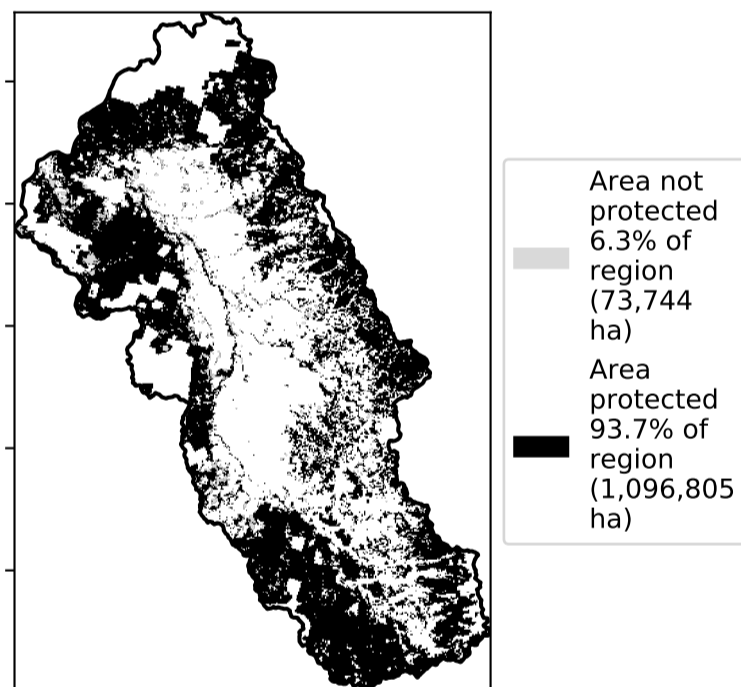 Area not
protected
6.3% of
region
(73,744
ha)
Area
protected
93.7% of
region
(1,096,805
ha)